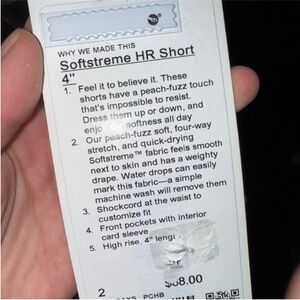 WHY WE MADE THIS
Softstreme HR Short
4"
1. Feel it to believe it. These
shorts have a peach-fuzz touch
that's impossible to resist.
Dress them up or down, and
softness all day
2. Our peach-fuzz soft, four-way
stretch, and quick-drying
Softstreme™ fabric feels smooth
next to skin and has a weighty
drape. Water drops can easily
mark this fabric—a simple
machine wash will remove them
3. Shockcord at the waist to
customize fit
4. Front pockets with interior
card sleeve
5. High rise, 4"
2
PCHB
8.00